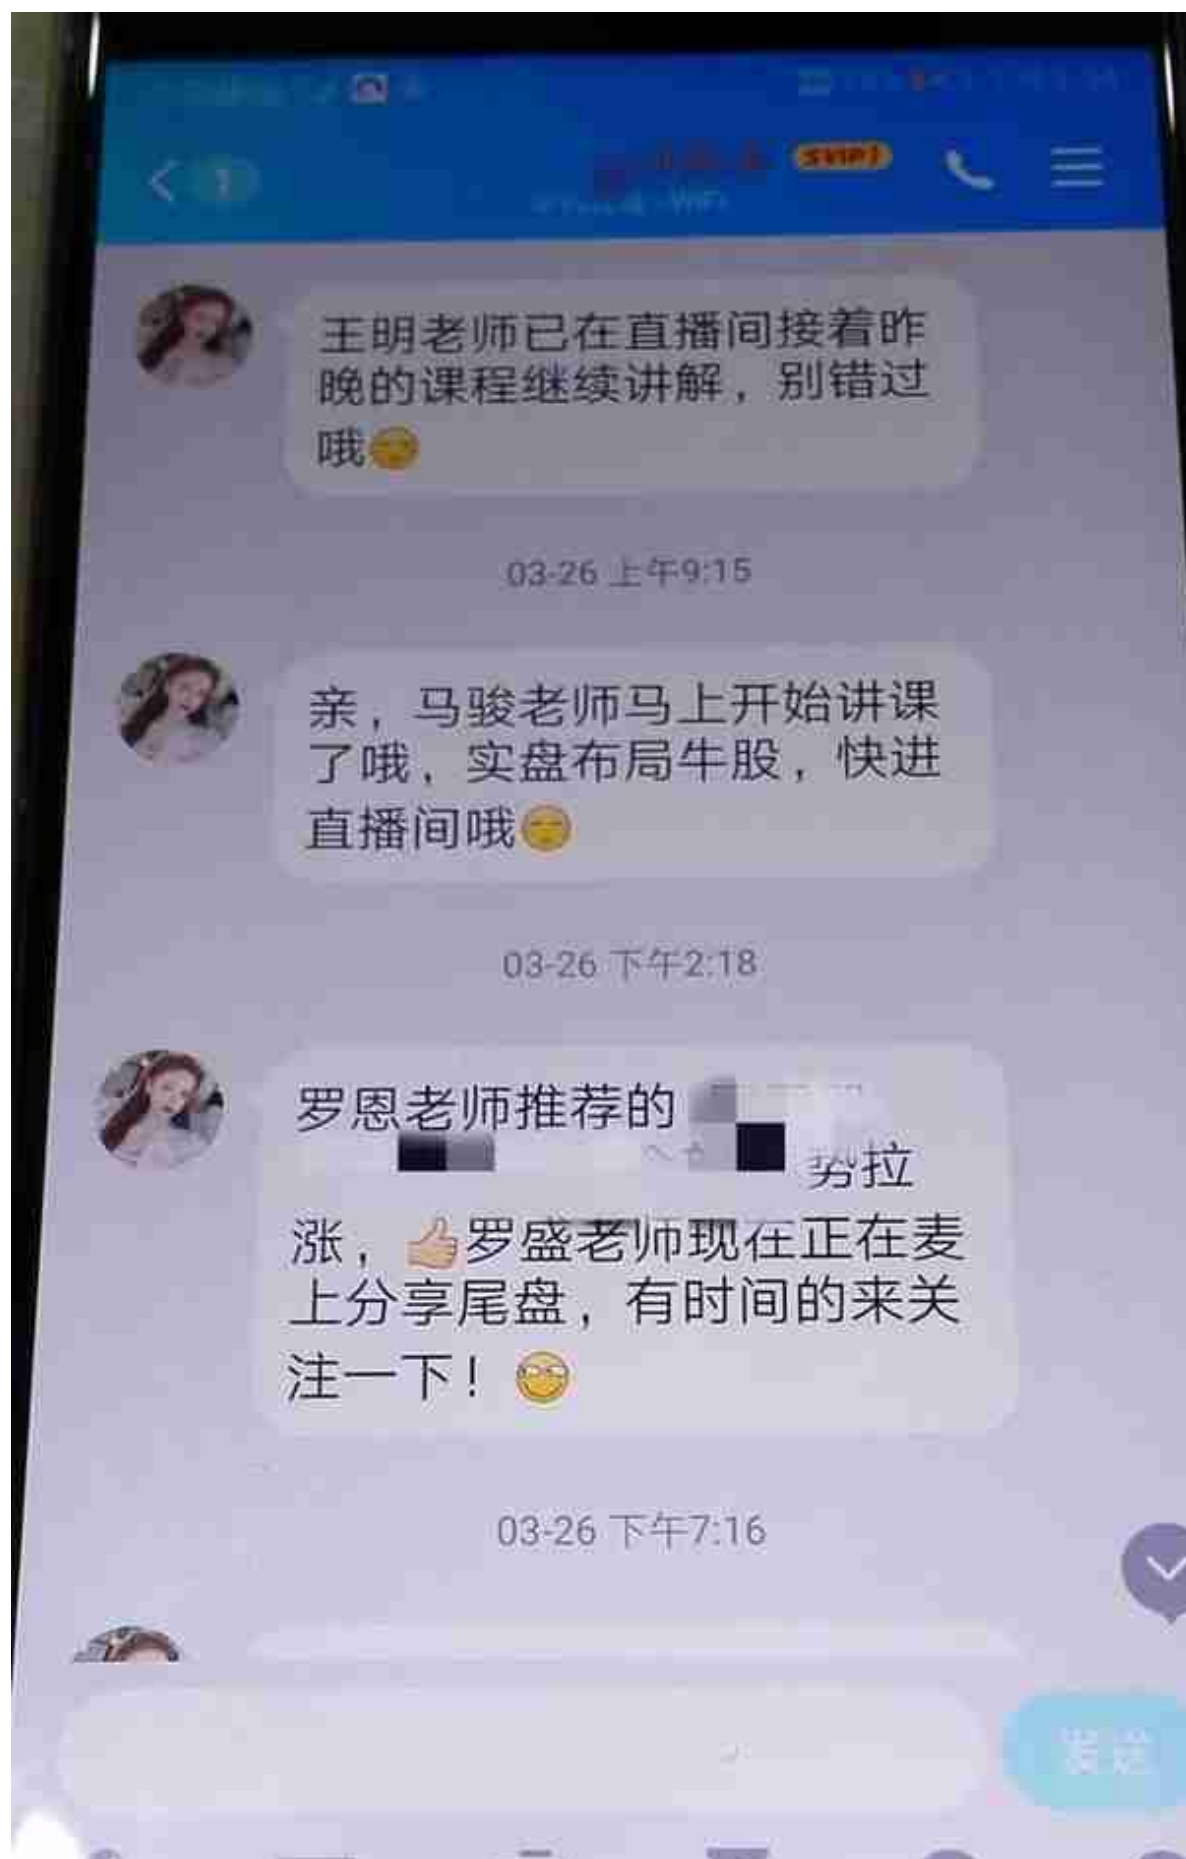 1
SVIP1
王明老师已在直播间接着昨
晚的课程继续讲解，别错过
哦
03-26 上午9:15
亲，马骏老师马上开始讲课
了哦，实盘布局牛股，快进
直播间哦
03-26 下午2:18
罗恩老师推荐的
势拉
涨，👍罗盛老师现在正在麦
上分享尾盘，有时间的来关
注一下！
03-26 下午7:16
发送